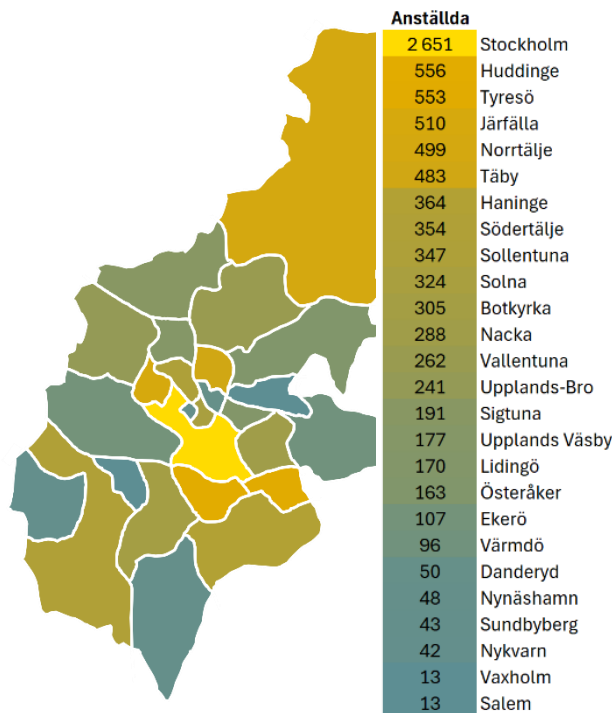 Anställda
2 651 Stockholm
556 Huddinge
553 Tyresö
510 Järfälla
499 Norrtälje
483 Täby
364 Haninge
354 Södertälje
347 Sollentuna
324 Solna
305 Botkyrka
288 Nacka
262 Vallentuna
241 Upplands-Bro
191 Sigtuna
177 Upplands Väsby
170 Lidingö
163 Österåker
107 Ekerö
96 Värmdö
50 Danderyd
48 Nynäshamn
43 Sundbyberg
42 Nykvarn
13 Vaxholm
13 Salem